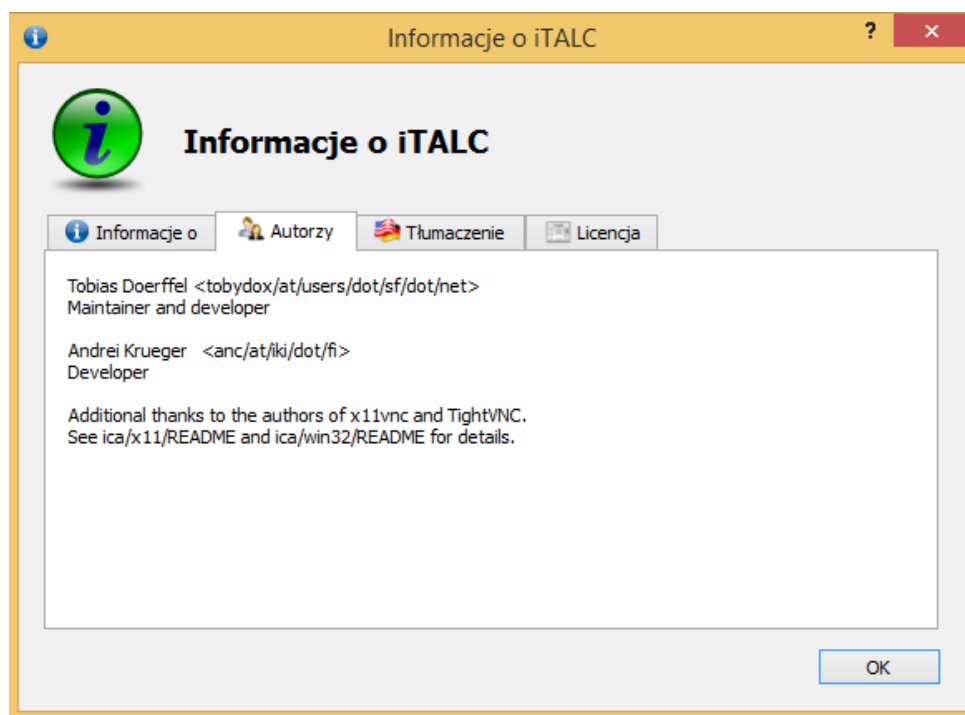 Informacje o iTALC
Informacje o iTALC
Informacje o
Autorzy
Tłumaczenie
Licencja
Tobias Doerffel <tobydox/at/users/dot/sf/dot/net>
Maintainer and developer
Andrei Krueger   <anc/at/iki/dot/fi>
Developer
Additional thanks to the authors of x11vnc and TightVNC.
See ica/x11/README and ica/win32/README for details.
OK